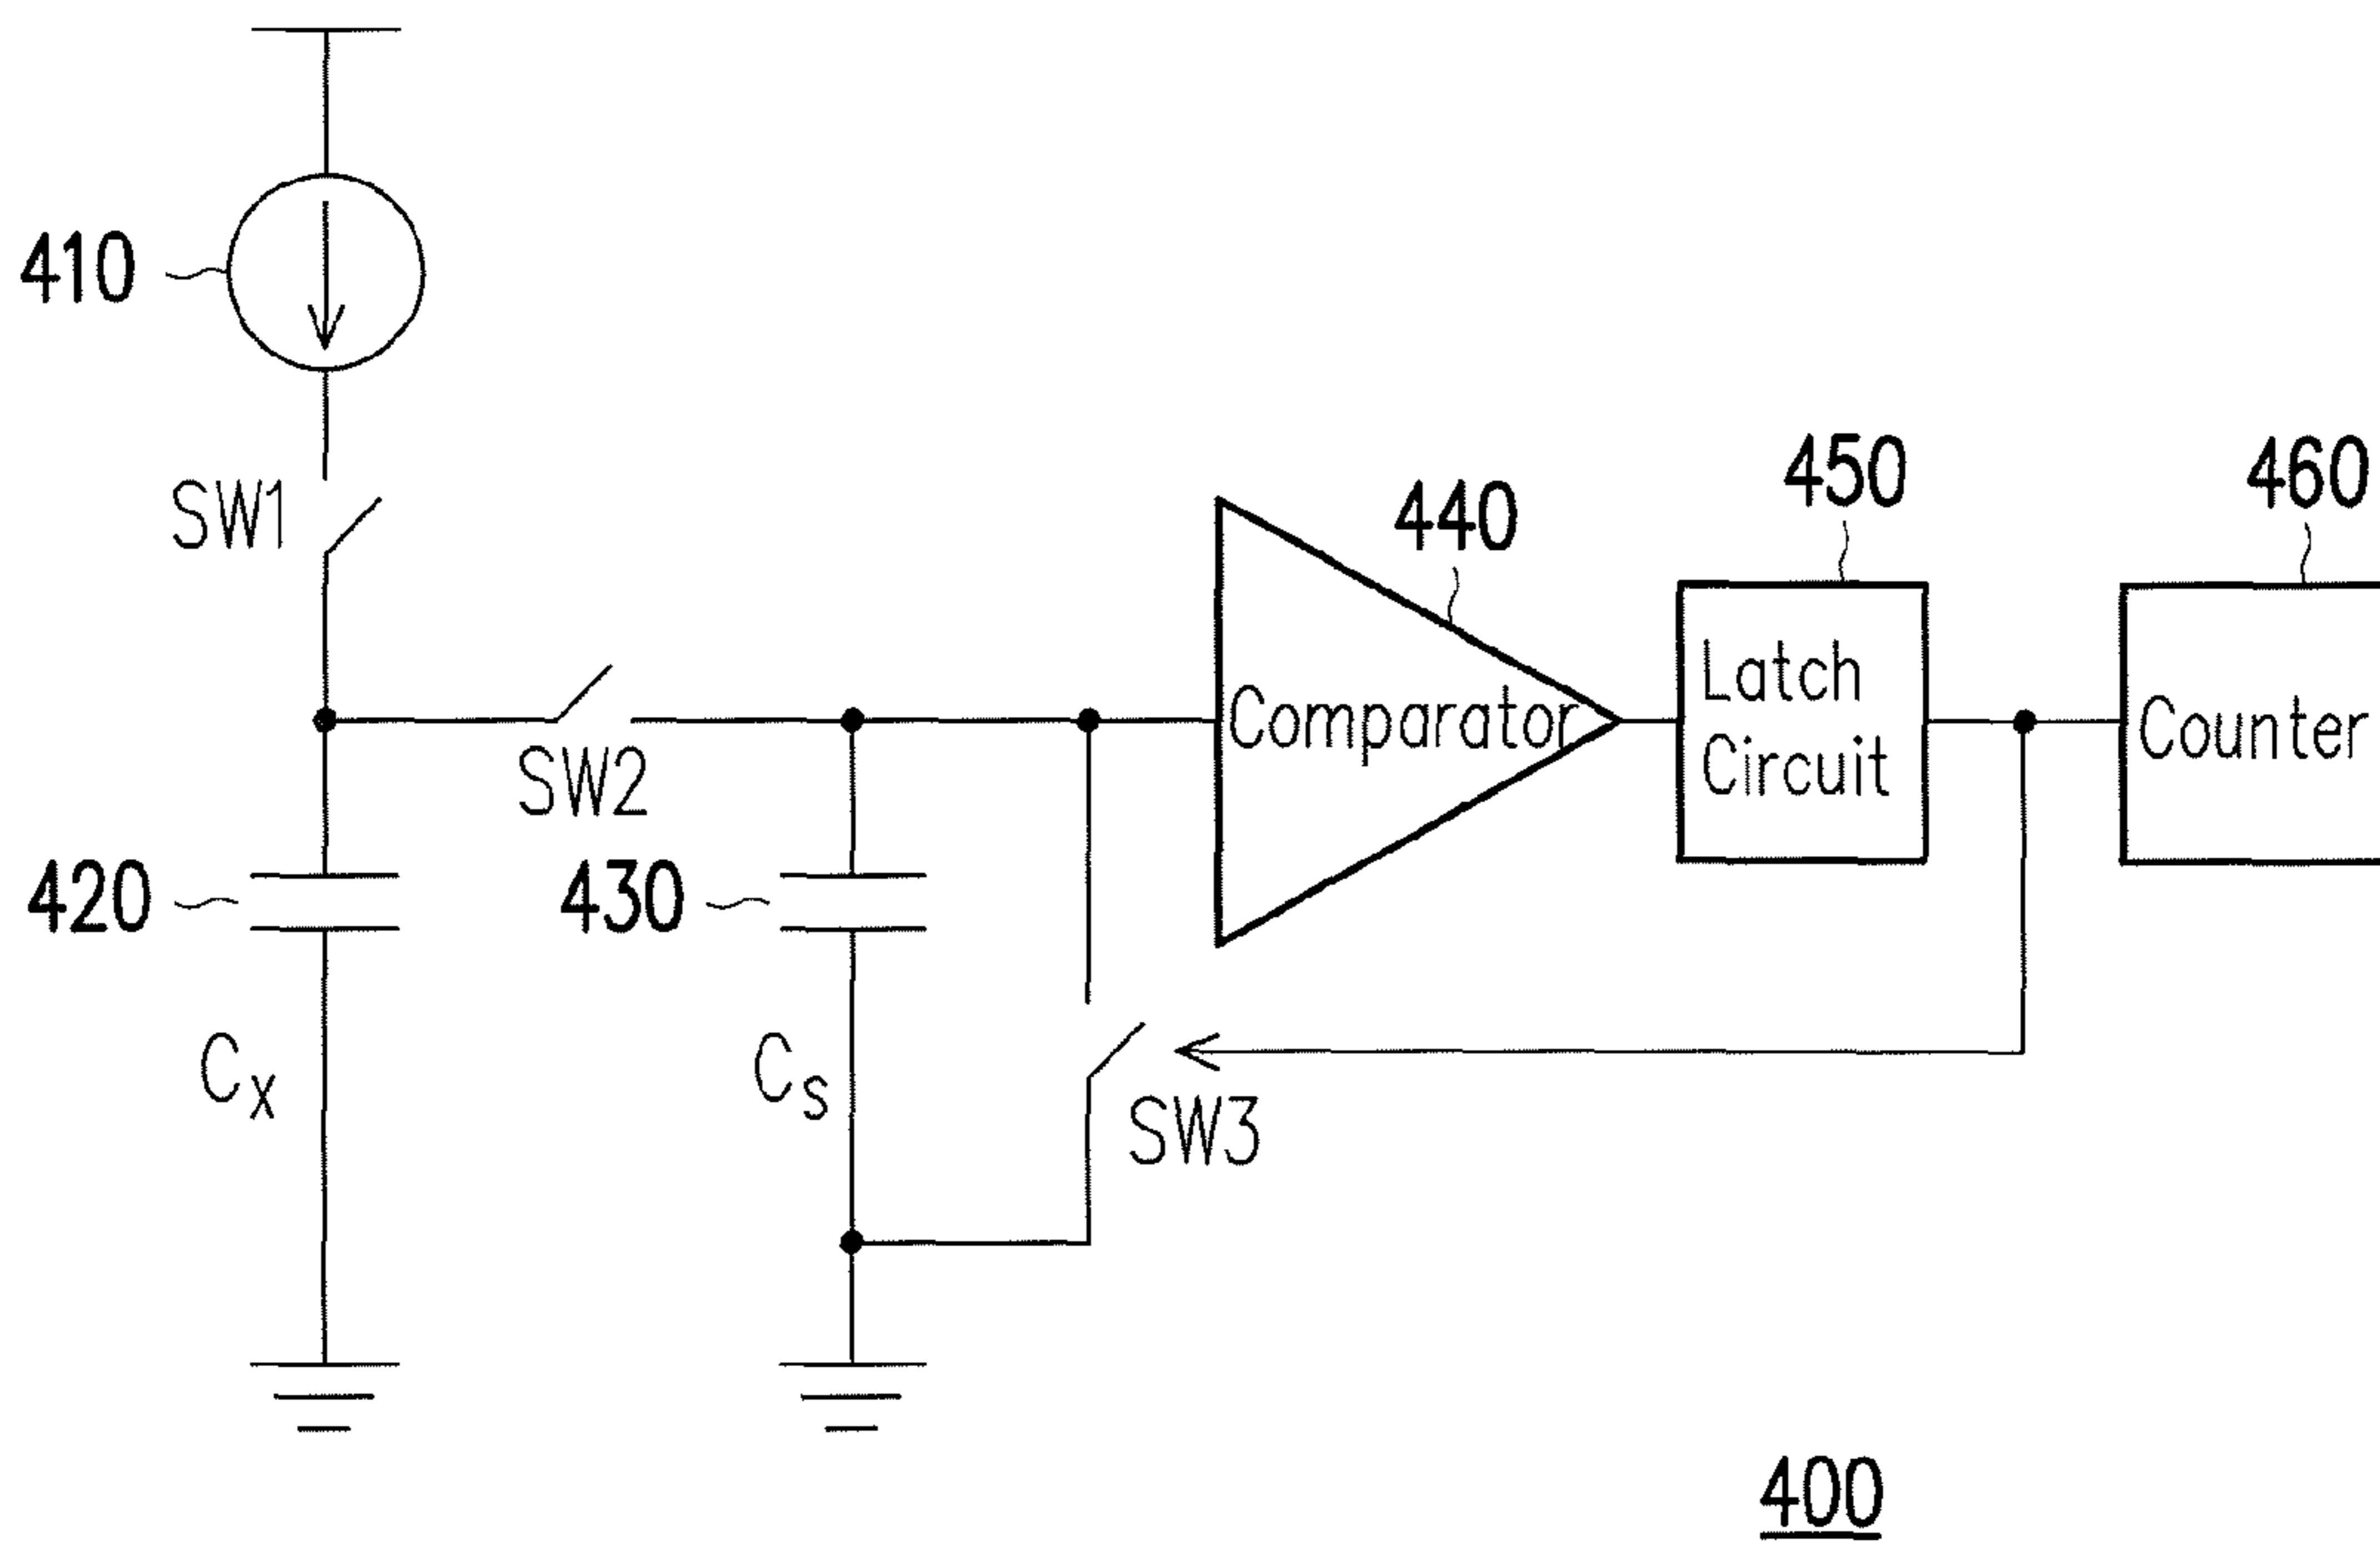 410
SW1
440
450
460
Comparator
Latch
Circuit
Counter
SW2
420
430
Cx
Cs
SW3
400